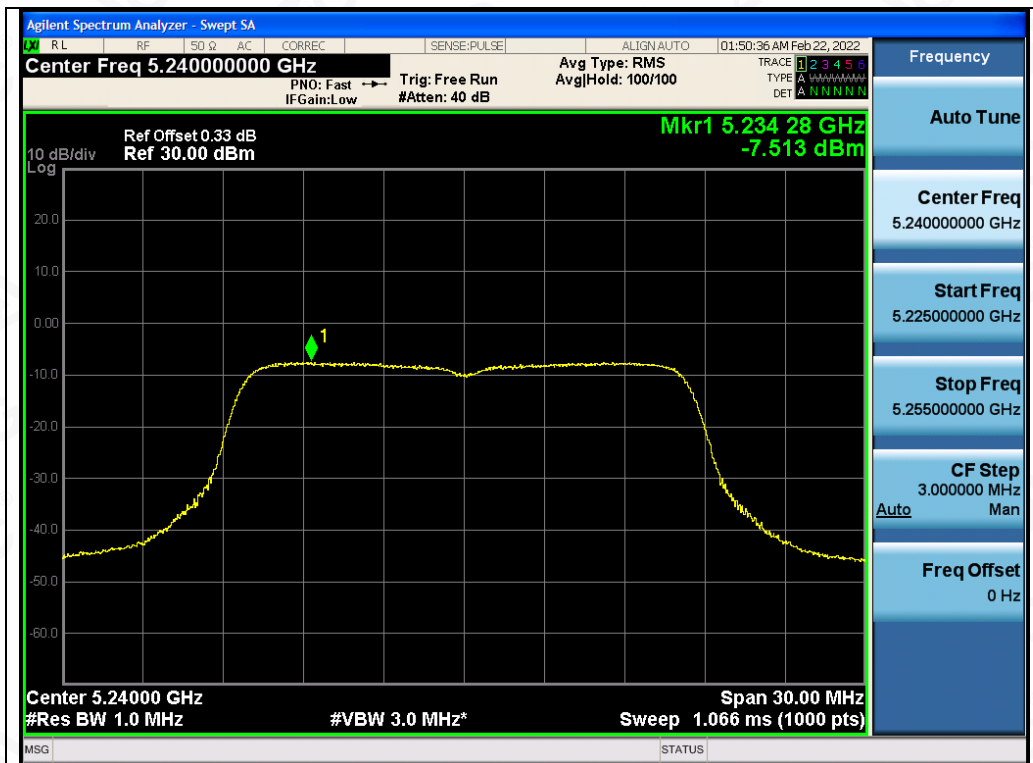 Agilent Spectrum Analyzer - Swept SA
LXI RL RF 50 Ω AC CORREC SENSE:PULSE ALIGN AUTO 01:50:36 AM Feb 22, 2022
Center Freq 5.240000000 GHz
PNO: Fast
IFGain:Low
Trig: Free Run
#Atten: 40 dB
Avg Type: RMS
Avg|Hold: 100/100
TRACE 1 2 3 4 5 6
TYPE A WWWWW
DET A N N N N N
Ref Offset 0.33 dB
10 dB/div Ref 30.00 dBm
Log
Mkr1 5.234 28 GHz
-7.513 dBm
20.0
10.0
0.00
-10.0
-20.0
-30.0
-40.0
-50.0
-60.0
1
Center 5.24000 GHz Span 30.00 MHz
#Res BW 1.0 MHz #VBW 3.0 MHz* Sweep 1.066 ms (1000 pts)
MSG STATUS
Frequency
Auto Tune
Center Freq
5.240000000 GHz
Start Freq
5.225000000 GHz
Stop Freq
5.255000000 GHz
CF Step
3.000000 MHz
Auto Man
Freq Offset
0 Hz